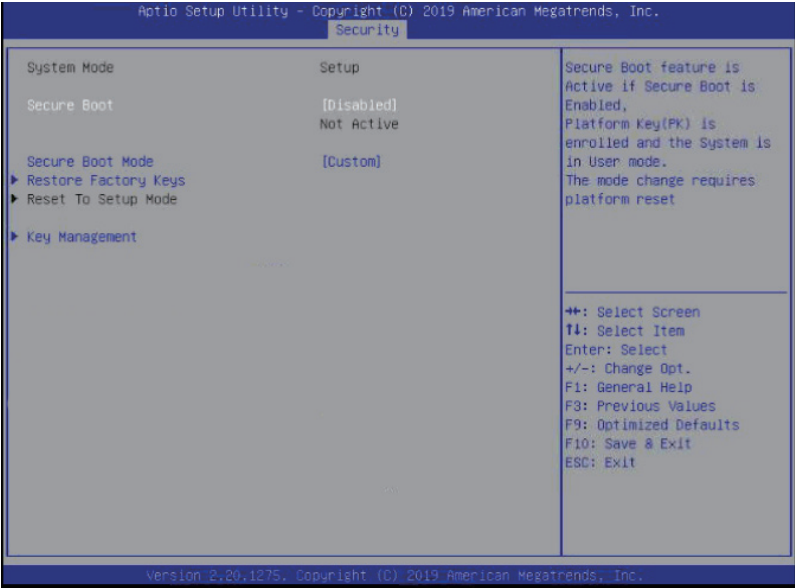 Aptio Setup Utility - Copyright (C) 2019 American Megatrends, Inc.
Security
System Mode Setup
Secure Boot [Disabled]
Not Active
Secure Boot Mode [Custom]
Restore Factory Keys
Reset To Setup Mode
Key Management
Secure Boot feature is
Active if Secure Boot is
Enabled,
Platform Key(PK) is
enrolled and the System is
in User mode.
The mode change requires
platform reset
→←: Select Screen
↑↓: Select Item
Enter: Select
+/-: Change Opt.
F1: General Help
F3: Previous Values
F9: Optimized Defaults
F10: Save & Exit
ESC: Exit
Version 2.20.1275. Copyright (C) 2019 American Megatrends, Inc.